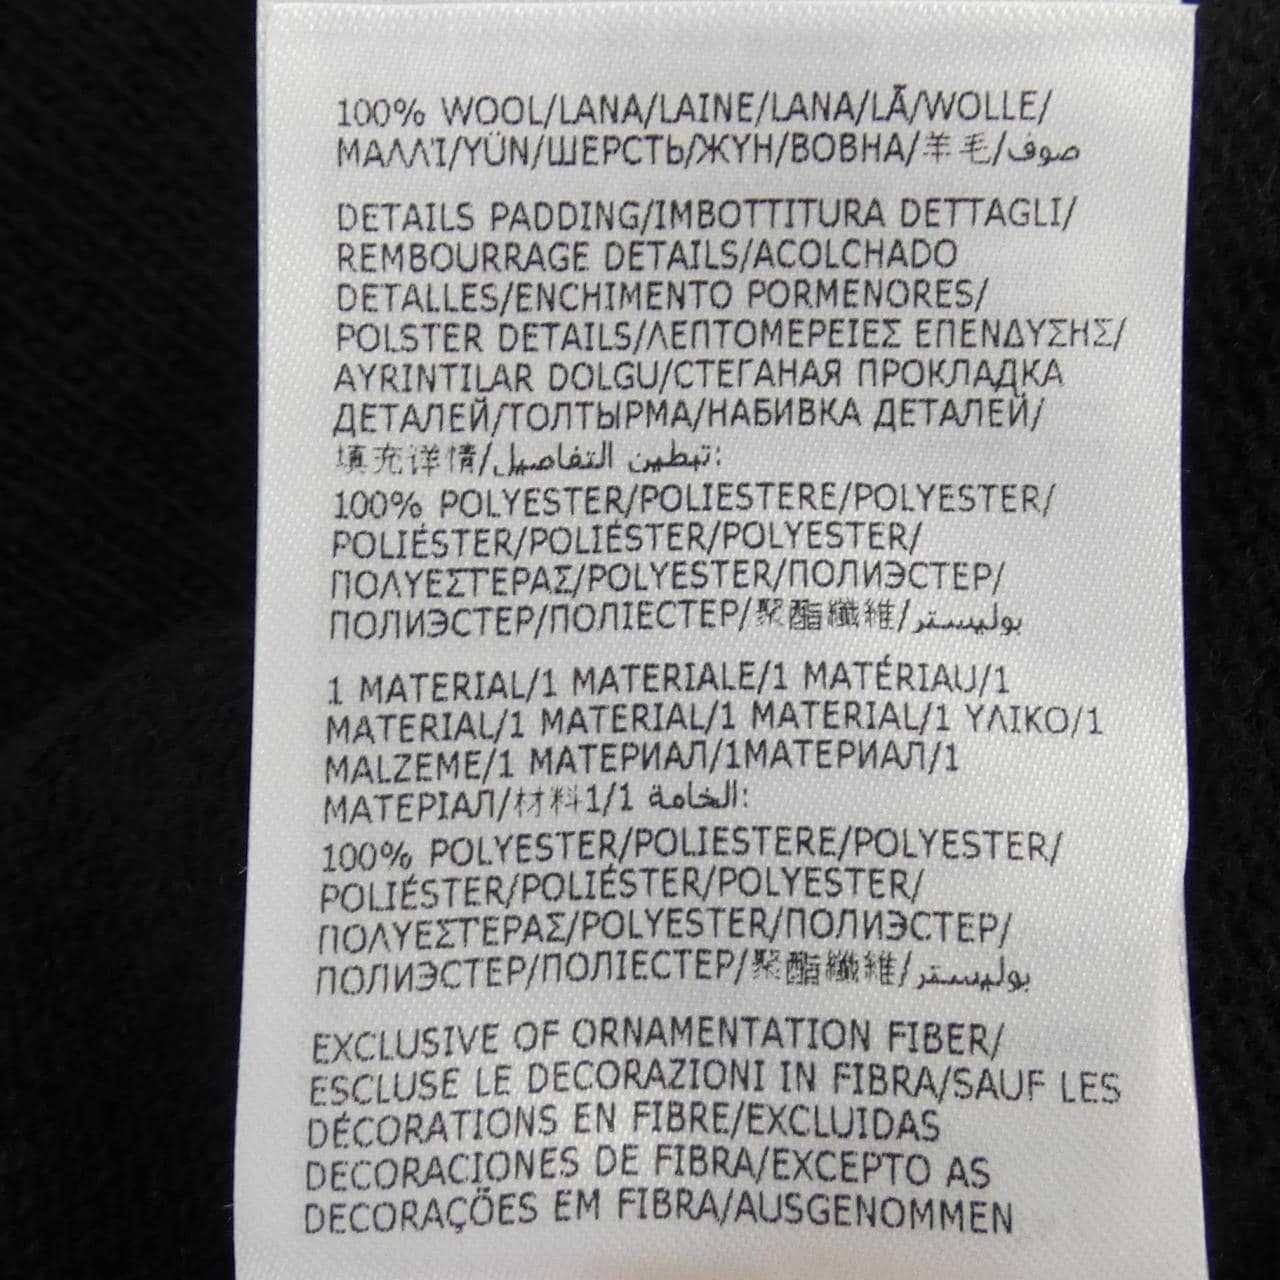 100% WOOL/LANA/LAINE/LANA/LÃ/WOLLE/
ΜΑΛΛΊ/YÜN/ШЕРСТЬ/ЖҮН/ВОВНА/羊毛/صوف
DETAILS PADDING/IMBOTTITURA DETTAGLI/
REMBOURRAGE DETAILS/ACOLCHADO
DETALLES/ENCHIMENTO PORMENORES/
POLSTER DETAILS/ΛΕΠΤΟΜΕΡΕΙΕΣ ΕΠΕΝΔΥΣΗΣ/
AYRINTILAR DOLGU/СТЕГАНАЯ ПРОКЛАДКА
ДЕТАЛЕЙ/ТОЛТЫРМА/НАБИВКА ДЕТАЛЕЙ/
填充详情/تبطين التفاصيل:
100% POLYESTER/POLIESTERE/POLYESTER/
POLIÉSTER/POLIÉSTER/POLYESTER/
ΠΟΛΥΕΣΤΕΡΑΣ/POLYESTER/ПОЛИЭСТЕР/
ПОЛИЭСТЕР/ПОЛІЕСТЕР/聚酯纖維/بوليستر
1 MATERIAL/1 MATERIALE/1 MATÉRIAU/1
MATERIAL/1 MATERIAL/1 MATERIAL/1 ΥΛΙΚΟ/1
MALZEME/1 МАТЕРИАЛ/1МАТЕРИАЛ/1
МАТЕРІАЛ/材料1/1 الخامة:
100% POLYESTER/POLIESTERE/POLYESTER/
POLIÉSTER/POLIÉSTER/POLYESTER/
ΠΟΛΥΕΣΤΕΡΑΣ/POLYESTER/ПОЛИЭСТЕР/
ПОЛИЭСТЕР/ПОЛІЕСТЕР/聚酯纖維/بوليستر
EXCLUSIVE OF ORNAMENTATION FIBER/
ESCLUSE LE DECORAZIONI IN FIBRA/SAUF LES
DÉCORATIONS EN FIBRE/EXCLUIDAS
DECORACIONES DE FIBRA/EXCEPTO AS
DECORAÇÕES EM FIBRA/AUSGENOMMEN